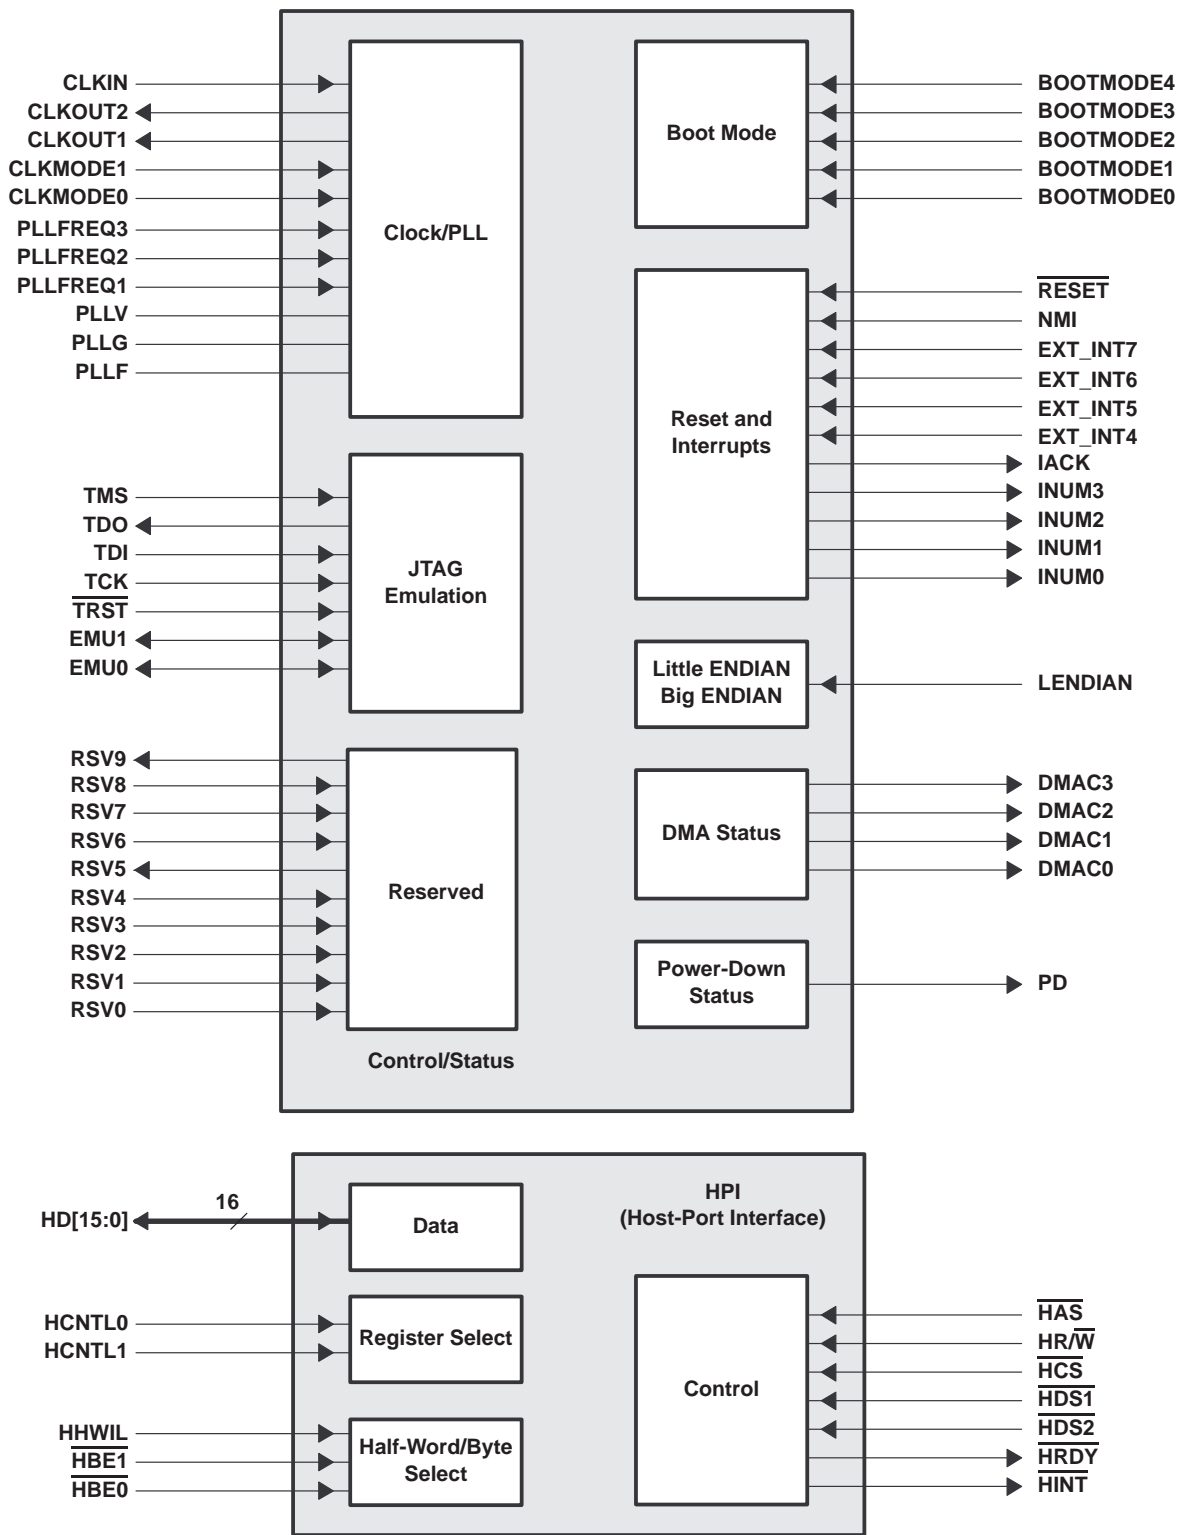 CLKIN
CLKOUT2
CLKOUT1
CLKMODE1
CLKMODE0
PLLFREQ3
PLLFREQ2
PLLFREQ1
PLLV
PLLG
PLLF
Clock/PLL
Boot Mode
BOOTMODE4
BOOTMODE3
BOOTMODE2
BOOTMODE1
BOOTMODE0
Reset and
Interrupts
RESET
NMI
EXT_INT7
EXT_INT6
EXT_INT5
EXT_INT4
IACK
INUM3
INUM2
INUM1
INUM0
TMS
TDO
TDI
TCK
TRST
EMU1
EMU0
JTAG
Emulation
Little ENDIAN
Big ENDIAN
LENDIAN
RSV9
RSV8
RSV7
RSV6
RSV5
RSV4
RSV3
RSV2
RSV1
RSV0
Reserved
DMA Status
DMAC3
DMAC2
DMAC1
DMAC0
Power-Down
Status
PD
Control/Status
HD[15:0]
16
Data
HPI
(Host-Port Interface)
HCNTL0
HCNTL1
Register Select
HHWIL
HBE1
HBE0
Half-Word/Byte
Select
Control
HAS
HR/W
HCS
HDS1
HDS2
HRDY
HINT